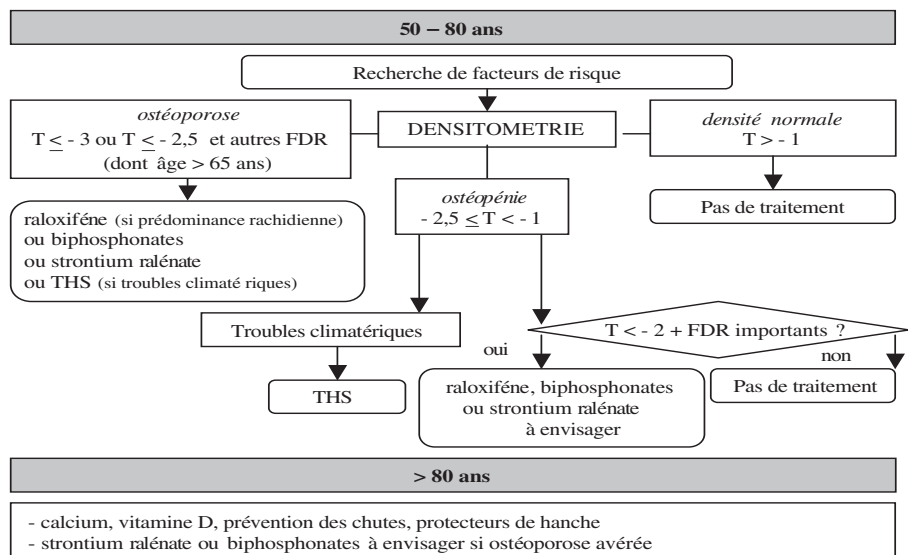 50 – 80 ans
Recherche de facteurs de risque
ostéoporose
T ≤ - 3 ou T ≤ - 2,5 et autres FDR
(dont âge > 65 ans)
DENSITOMETRIE
densité normale
T > - 1
raloxiféne (si prédominance rachidienne)
ou biphosphonates
ou strontium ralénate
ou THS (si troubles climaté riques)
ostéopénie
- 2,5 ≤ T < - 1
Pas de traitement
Troubles climatériques
T < - 2 + FDR importants ?
oui
non
THS
raloxiféne, biphosphonates
ou strontium ralénate
à envisager
Pas de traitement
> 80 ans
- calcium, vitamine D, prévention des chutes, protecteurs de hanche
- strontium ralénate ou biphosphonates à envisager si ostéoporose avérée